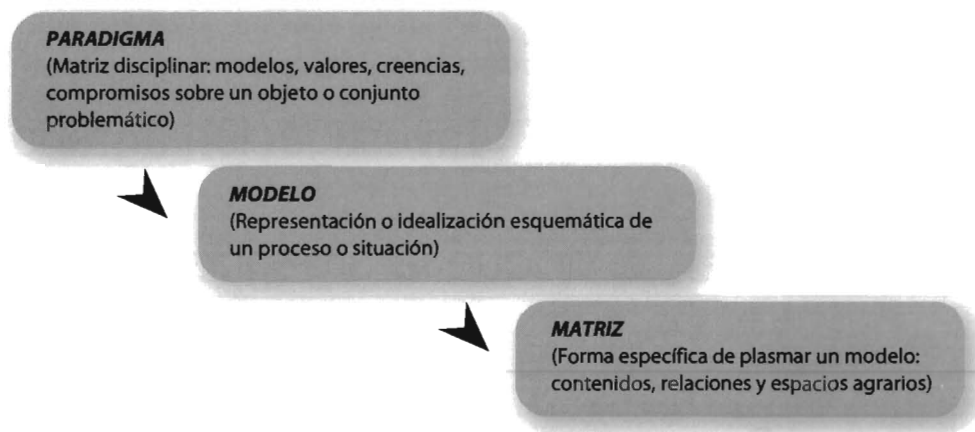 PARADIGMA
(Matriz disciplinar: modelos, valores, creencias,
compromisos sobre un objeto o conjunto
problemático)
MODELO
(Representación o idealización esquemática de
un proceso o situación)
MATRIZ
(Forma específica de plasmar un modelo:
contenidos, relaciones y espacios agrarios)